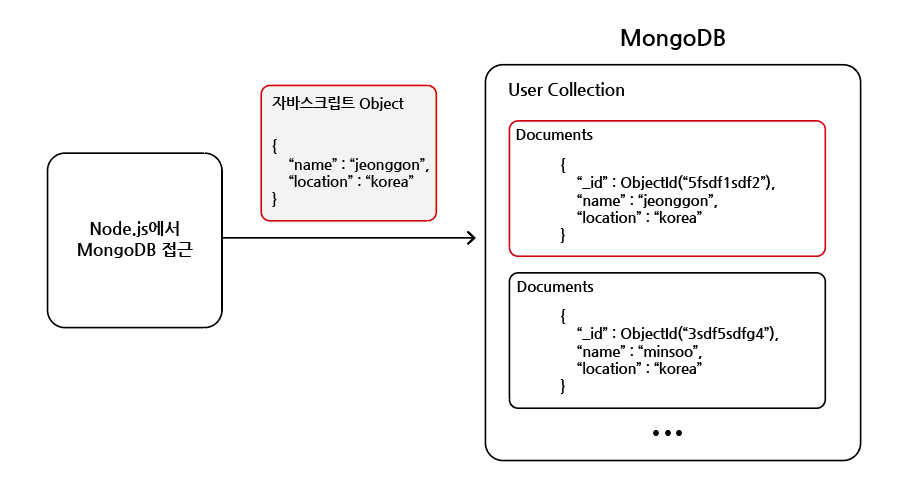 MongoDB
User Collection
자바스크립트 Object
{
“name” : “jeonggon”,
“location” : “korea”
}
Node.js에서
MongoDB 접근
Documents
{
“_id” : ObjectId(“5fsdf1sdf2”),
“name” : “jeonggon”,
“location” : “korea”
}
Documents
{
“_id” : ObjectId(“3sdf5sdfg4”),
“name” : “minsoo”,
“location” : “korea”
}
•••